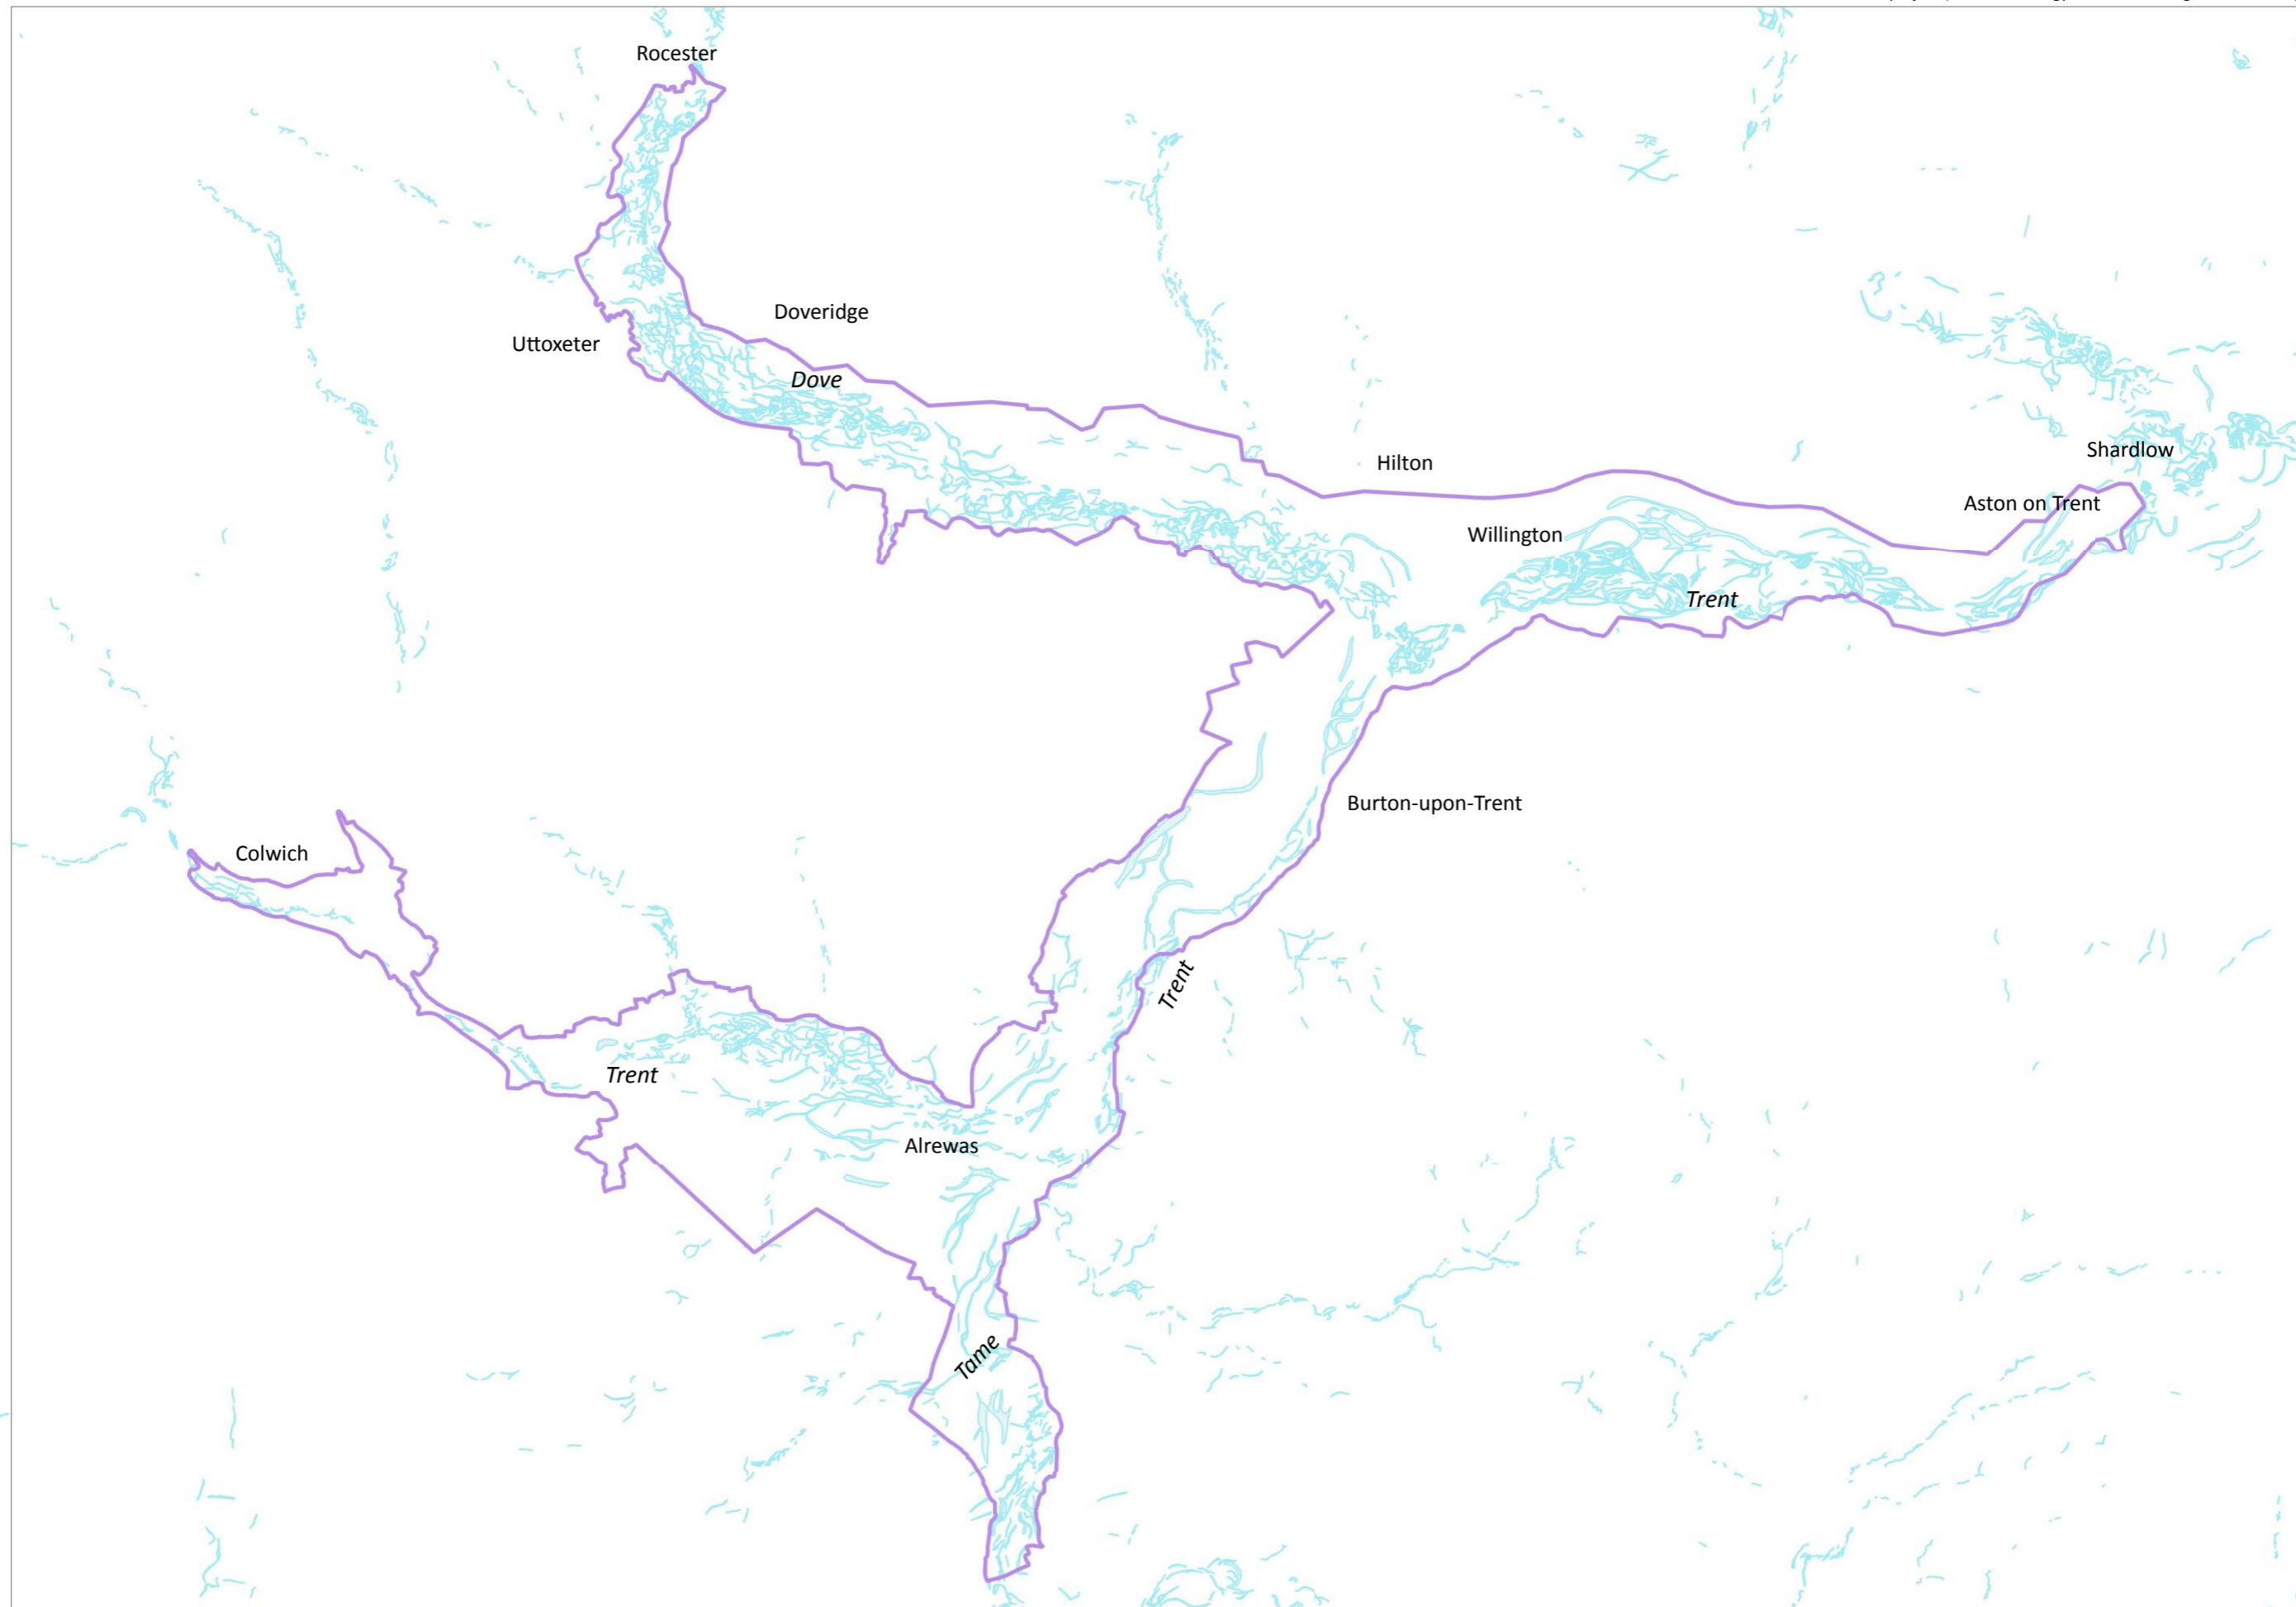 Rocester
Doveridge
Uttoxeter
Dove
Shardlow
Hilton
Aston on Trent
Willington
Trent
Burton-upon-Trent
Colwich
Trent
Trent
Alrewas
Tame